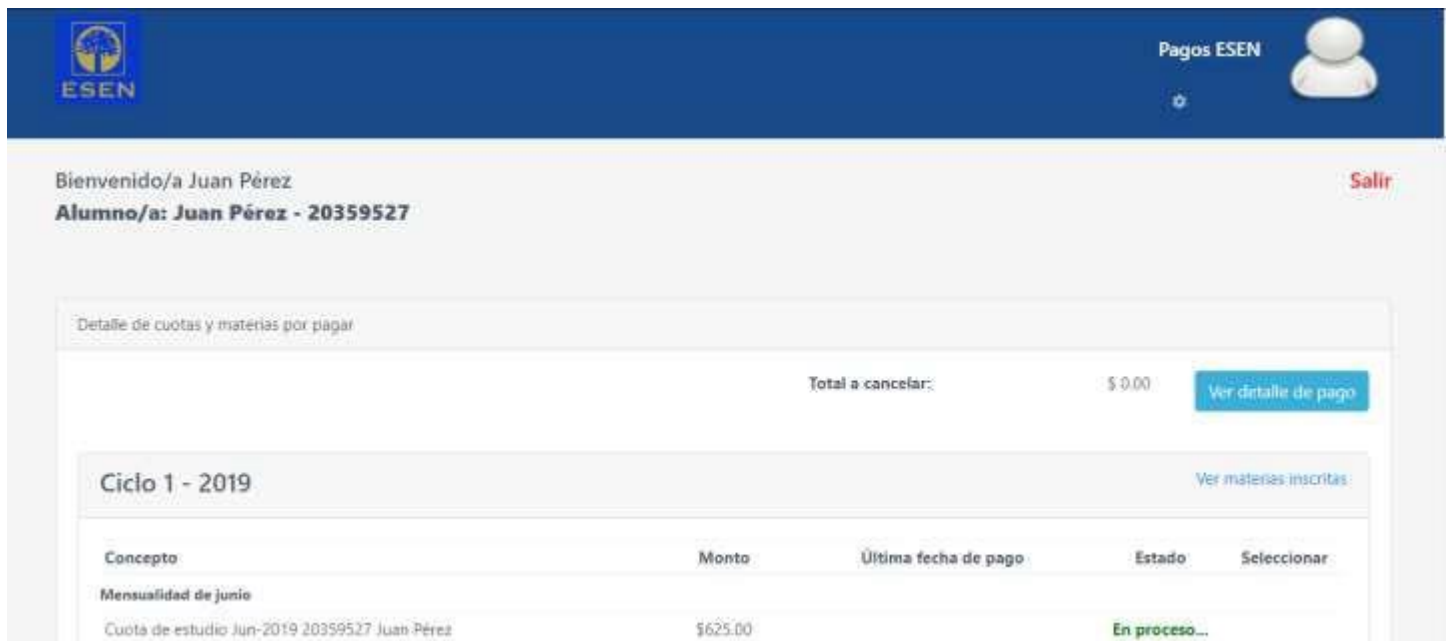 ESEN
Pagos ESEN
Bienvenido/a Juan Pérez
Salir
Alumno/a: Juan Pérez - 20359527
Detalle de cuotas y materias por pagar
Total a cancelar: $ 0.00 Ver detalle de pago
Ciclo 1 - 2019 Ver materias inscritas
Concepto Monto Última fecha de pago Estado Seleccionar
Mensualidad de junio
Cuota de estudio Jun-2019 20359527 Juan Pérez $625.00 En proceso...